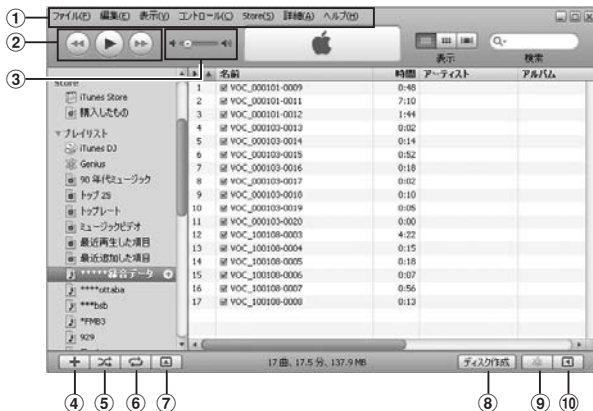 ① ファイル(F) 編集(E) 表示(V) コントロール(C) Store(S) 詳細(A) ヘルプ(H)
②
③
表示 検索
名前 時間 アーティスト アルバム
STORE
iTunes Store
購入したもの
プレイリスト
iTunes DJ
Genius
90 年代ミュージック
トップ 25
トップレート
ミュージックビデオ
最近再生した項目
最近追加した項目
*****録音データ
****ottaba
***bsb
*FMB3
929
1 VOC_000101-0009 0:48
2 VOC_000101-0011 7:10
3 VOC_000101-0012 1:44
4 VOC_000103-0013 0:02
5 VOC_000103-0014 0:14
6 VOC_000103-0015 0:52
7 VOC_000103-0016 0:18
8 VOC_000103-0017 0:02
9 VOC_000103-0018 0:10
10 VOC_000103-0019 0:05
11 VOC_000103-0020 0:00
12 VOC_100108-0003 4:22
13 VOC_100108-0004 0:15
14 VOC_100108-0005 0:18
15 VOC_100108-0006 0:07
16 VOC_100108-0007 0:56
17 VOC_100108-0008 0:13
17 曲、17.5 分、137.9 MB
ディスク作成
④ ⑤ ⑥ ⑦ ⑧ ⑨ ⑩